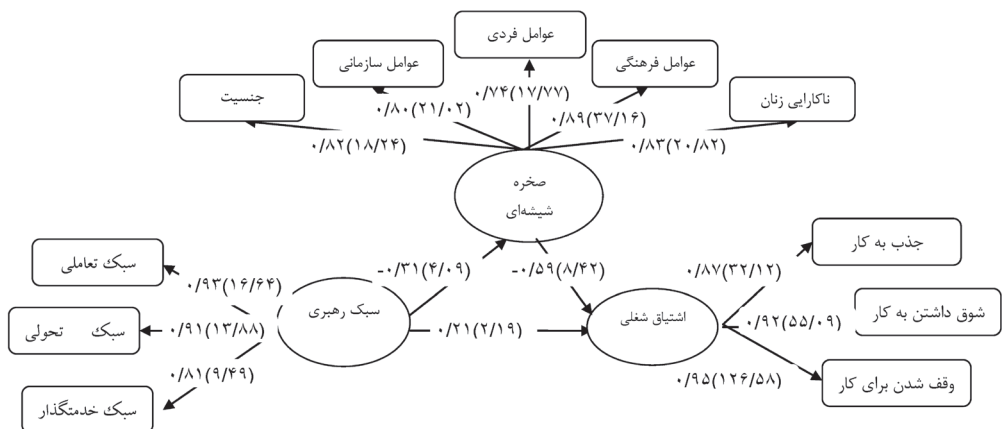 عوامل فردی
عوامل سازمانی
عوامل فرهنگی
جنسیت
ناکارایی زنان
۰/۷۴(۱۷/۷۷)
۰/۸۰(۲۱/۰۲)
۰/۸۹(۳۷/۱۶)
۰/۸۲(۱۸/۲۴)
۰/۸۳(۲۰/۸۲)
صخره
شیشه‌ای
جذب به کار
سبک تعاملی
-۰/۳۱(۴/۰۹)
-۰/۵۹(۸/۴۲)
۰/۸۷(۳۲/۱۲)
۰/۹۳(۱۶/۶۴)
شوق داشتن به کار
سبک رهبری
اشتیاق شغلی
سبک تحولی
۰/۹۱(۱۳/۸۸)
۰/۲۱(۲/۱۹)
۰/۹۲(۵۵/۰۹)
۰/۸۱(۹/۴۹)
۰/۹۵(۱۲۶/۵۸)
وقف شدن برای کار
سبک خدمتگذار